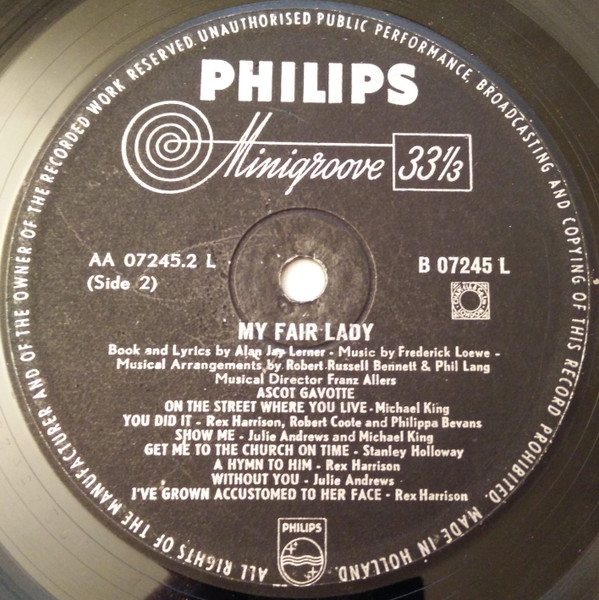 ALL RIGHTS OF THE MANUFACTURER AND OF THE OWNER OF THE RECORDED WORK RESERVED. UNAUTHORISED PUBLIC PERFORMANCE, BROADCASTING AND COPYING OF THIS RECORD PROHIBITED. MADE IN HOLLAND.
PHILIPS
Minigroove 33⅓
AA 07245.2 L
(Side 2)
B 07245 L
MY FAIR LADY
Book and Lyrics by Alan Jay Lerner - Music by Frederick Loewe -
Musical Arrangements by Robert Russell Bennett & Phil Lang
Musical Director Franz Allers
ASCOT GAVOTTE
ON THE STREET WHERE YOU LIVE - Michael King
YOU DID IT - Rex Harrison, Robert Coote and Philippa Bevans
SHOW ME - Julie Andrews and Michael King
GET ME TO THE CHURCH ON TIME - Stanley Holloway
A HYMN TO HIM - Rex Harrison
WITHOUT YOU - Julie Andrews
I'VE GROWN ACCUSTOMED TO HER FACE - Rex Harrison
PHILIPS